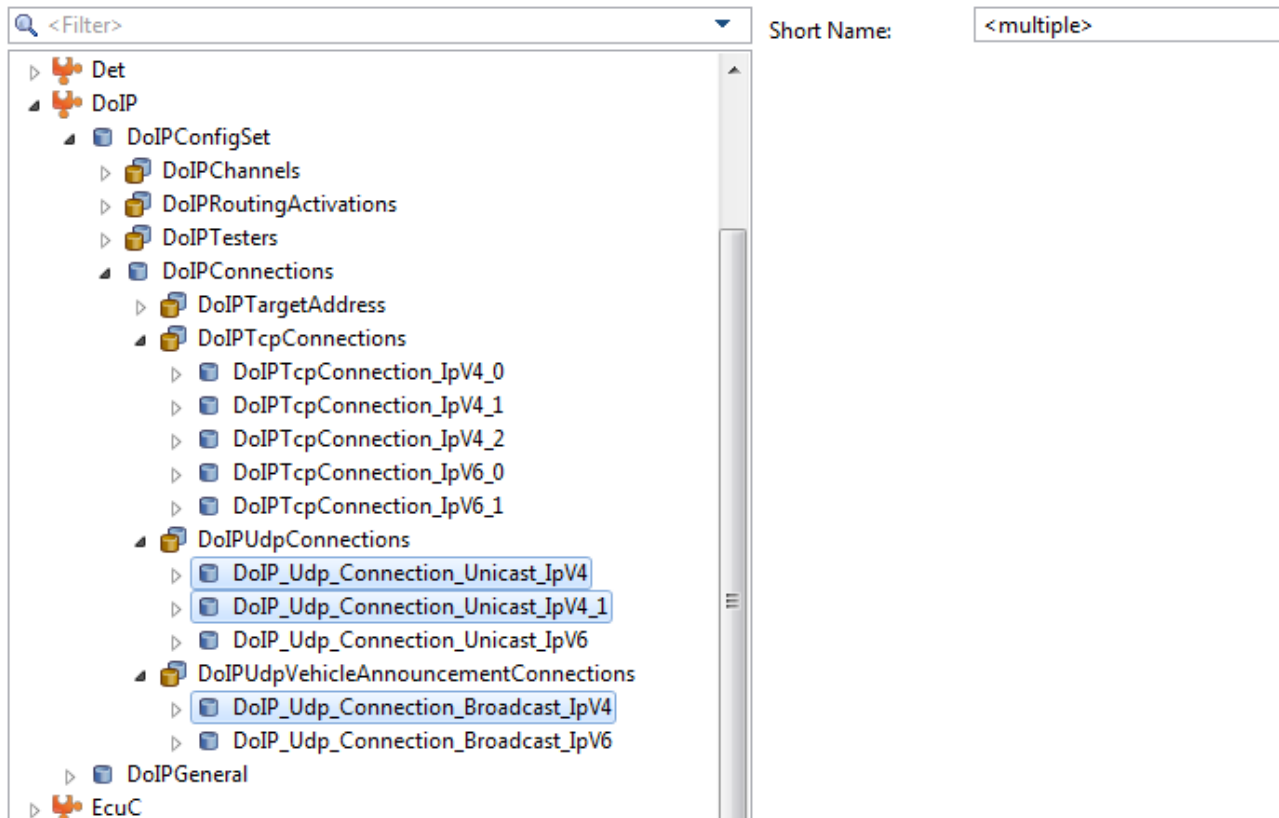 <Filter>
Short Name:
<multiple>
Det
DoIP
DoIPConfigSet
DoIPChannels
DoIPRoutingActivations
DoIPTesters
DoIPConnections
DoIPTargetAddress
DoIPTcpConnections
DoIPTcpConnection_IpV4_0
DoIPTcpConnection_IpV4_1
DoIPTcpConnection_IpV4_2
DoIPTcpConnection_IpV6_0
DoIPTcpConnection_IpV6_1
DoIPUdpConnections
DoIP_Udp_Connection_Unicast_IpV4
DoIP_Udp_Connection_Unicast_IpV4_1
DoIP_Udp_Connection_Unicast_IpV6
DoIPUdpVehicleAnnouncementConnections
DoIP_Udp_Connection_Broadcast_IpV4
DoIP_Udp_Connection_Broadcast_IpV6
DoIPGeneral
EcuC